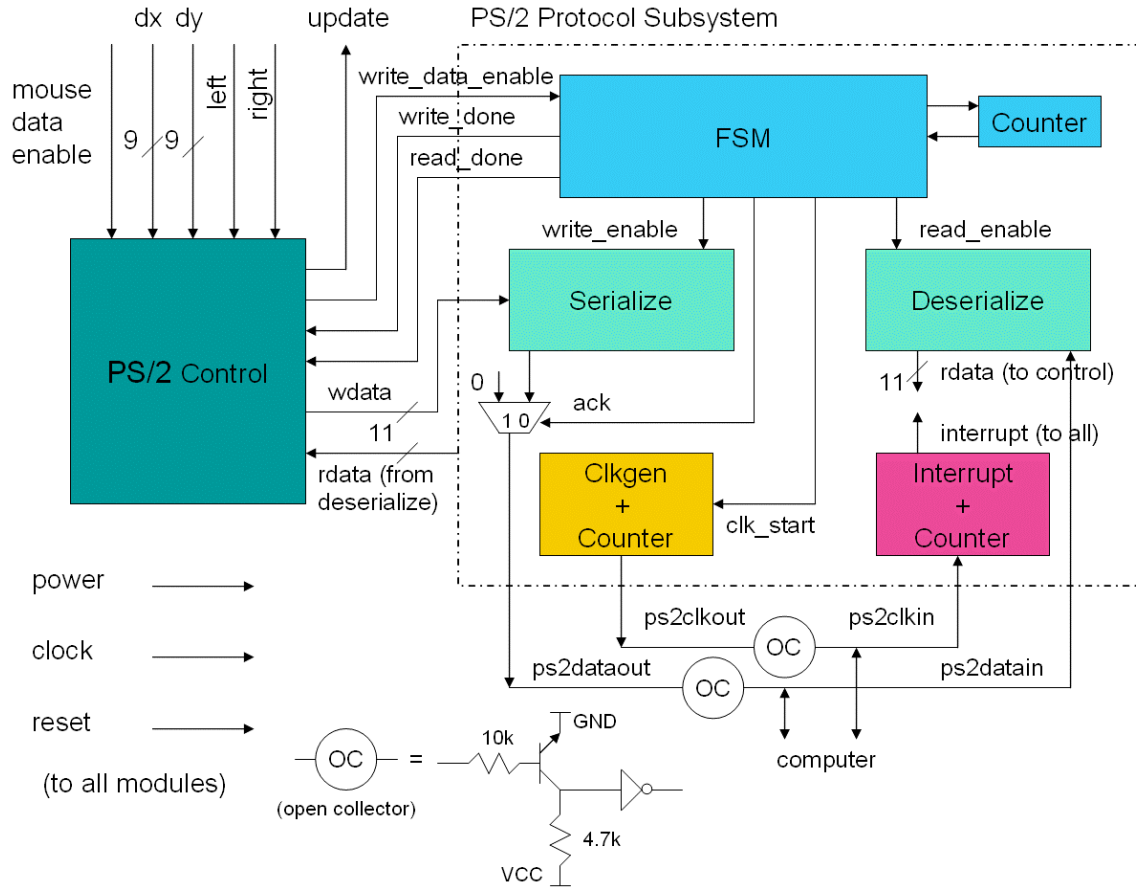 dx dy
update
PS/2 Protocol Subsystem
mouse
data
enable
9
9
left
right
write_data_enable
write_done
read_done
FSM
Counter
write_enable
read_enable
Serialize
Deserialize
PS/2 Control
0
1 0
ack
11
rdata (to control)
interrupt (to all)
wdata
11
rdata (from
deserialize)
Clkgen
+
Counter
clk_start
Interrupt
+
Counter
power
clock
reset
(to all modules)
ps2clkout
OC
ps2clkin
ps2dataout
OC
ps2datain
computer
OC
=
(open collector)
10k
GND
4.7k
VCC